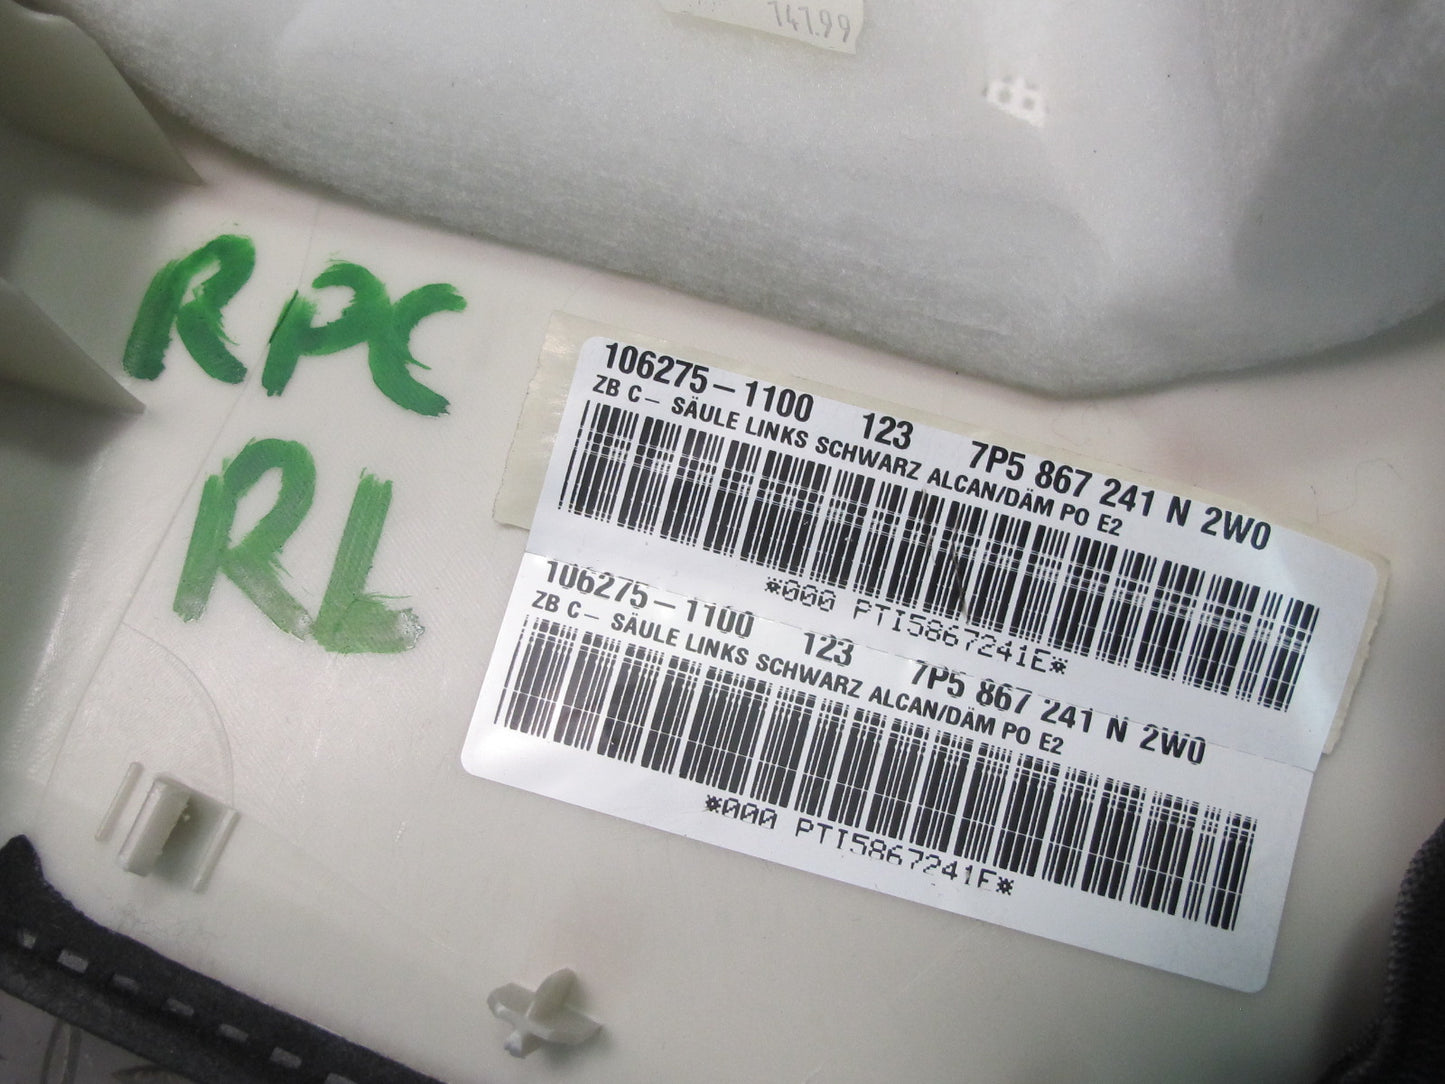 147.99
RPC
RL
106275-1100 123 7P5 867 241 N 2W0
ZB C- SÄULE LINKS SCHWARZ ALCAN/DÄM PO E2
*000 PTI5867241E*
106275-1100 123 7P5 867 241 N 2W0
ZB C- SÄULE LINKS SCHWARZ ALCAN/DÄM PO E2
*000 PTI5867241E*